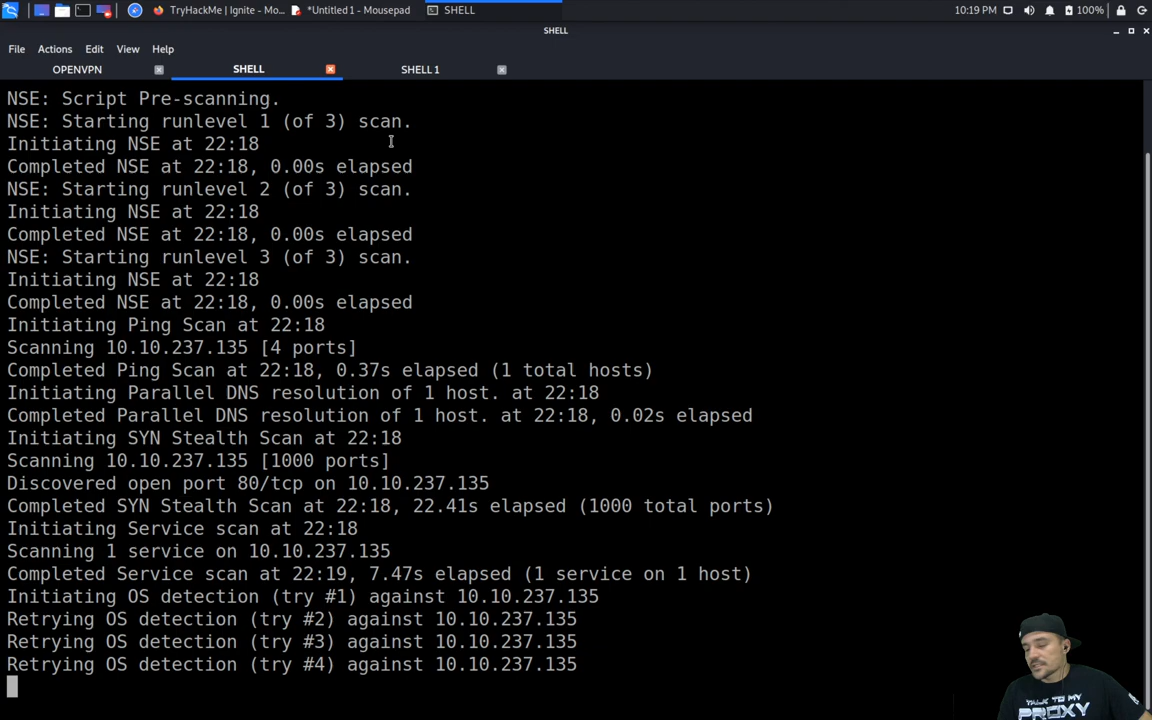 TryHackMe | Ignite - Mo...
*Untitled 1 - Mousepad
SHELL
10:19 PM
100%
SHELL
File Actions Edit View Help
OPENVPN
SHELL
SHELL 1
NSE: Script Pre-scanning.
NSE: Starting runlevel 1 (of 3) scan.
Initiating NSE at 22:18
Completed NSE at 22:18, 0.00s elapsed
NSE: Starting runlevel 2 (of 3) scan.
Initiating NSE at 22:18
Completed NSE at 22:18, 0.00s elapsed
NSE: Starting runlevel 3 (of 3) scan.
Initiating NSE at 22:18
Completed NSE at 22:18, 0.00s elapsed
Initiating Ping Scan at 22:18
Scanning 10.10.237.135 [4 ports]
Completed Ping Scan at 22:18, 0.37s elapsed (1 total hosts)
Initiating Parallel DNS resolution of 1 host. at 22:18
Completed Parallel DNS resolution of 1 host. at 22:18, 0.02s elapsed
Initiating SYN Stealth Scan at 22:18
Scanning 10.10.237.135 [1000 ports]
Discovered open port 80/tcp on 10.10.237.135
Completed SYN Stealth Scan at 22:18, 22.41s elapsed (1000 total ports)
Initiating Service scan at 22:18
Scanning 1 service on 10.10.237.135
Completed Service scan at 22:19, 7.47s elapsed (1 service on 1 host)
Initiating OS detection (try #1) against 10.10.237.135
Retrying OS detection (try #2) against 10.10.237.135
Retrying OS detection (try #3) against 10.10.237.135
Retrying OS detection (try #4) against 10.10.237.135
TALK TO MY
PROXY